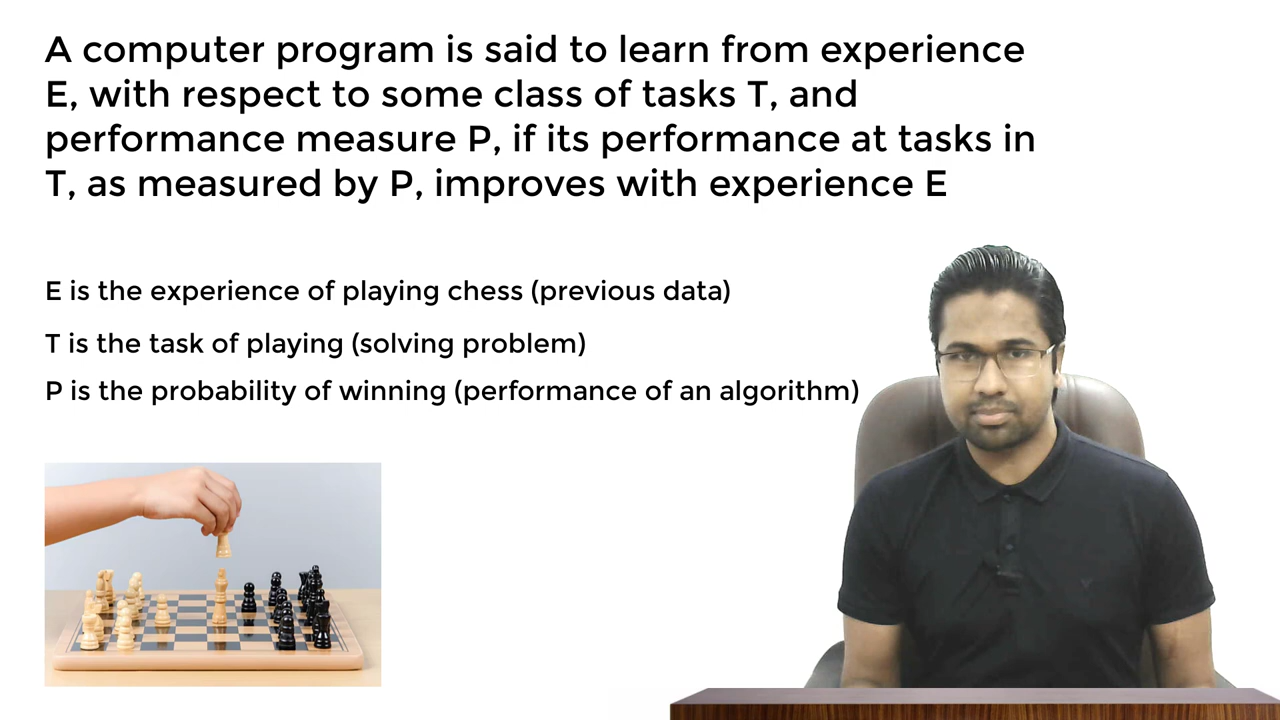 A computer program is said to learn from experience
E, with respect to some class of tasks T, and
performance measure P, if its performance at tasks in
T, as measured by P, improves with experience E
E is the experience of playing chess (previous data)
T is the task of playing (solving problem)
P is the probability of winning (performance of an algorithm)